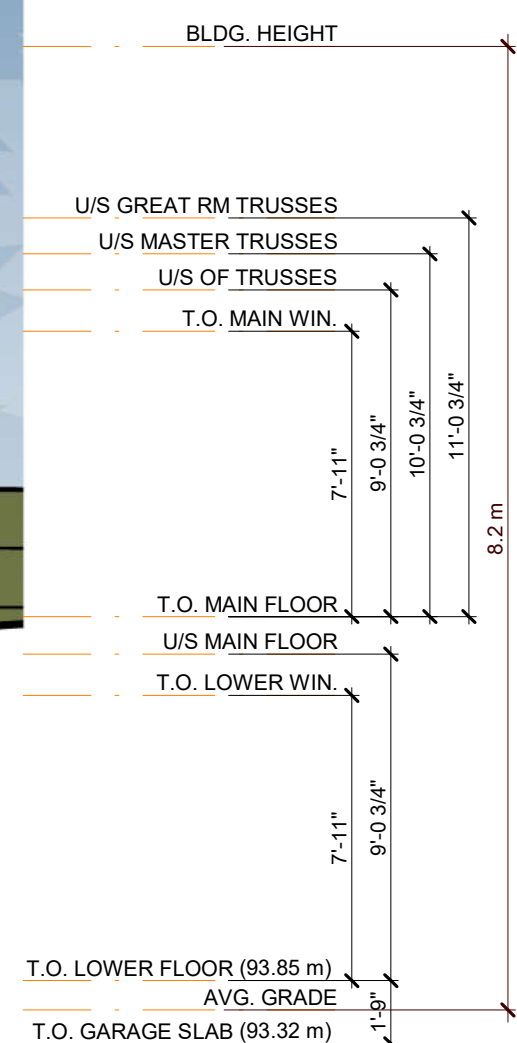 BLDG. HEIGHT
U/S GREAT RM TRUSSES
U/S MASTER TRUSSES
U/S OF TRUSSES
T.O. MAIN WIN.
7'-11"
9'-0 3/4"
10'-0 3/4"
11'-0 3/4"
8.2 m
T.O. MAIN FLOOR
U/S MAIN FLOOR
T.O. LOWER WIN.
7'-11"
9'-0 3/4"
T.O. LOWER FLOOR (93.85 m)
AVG. GRADE
1'-9"
T.O. GARAGE SLAB (93.32 m)